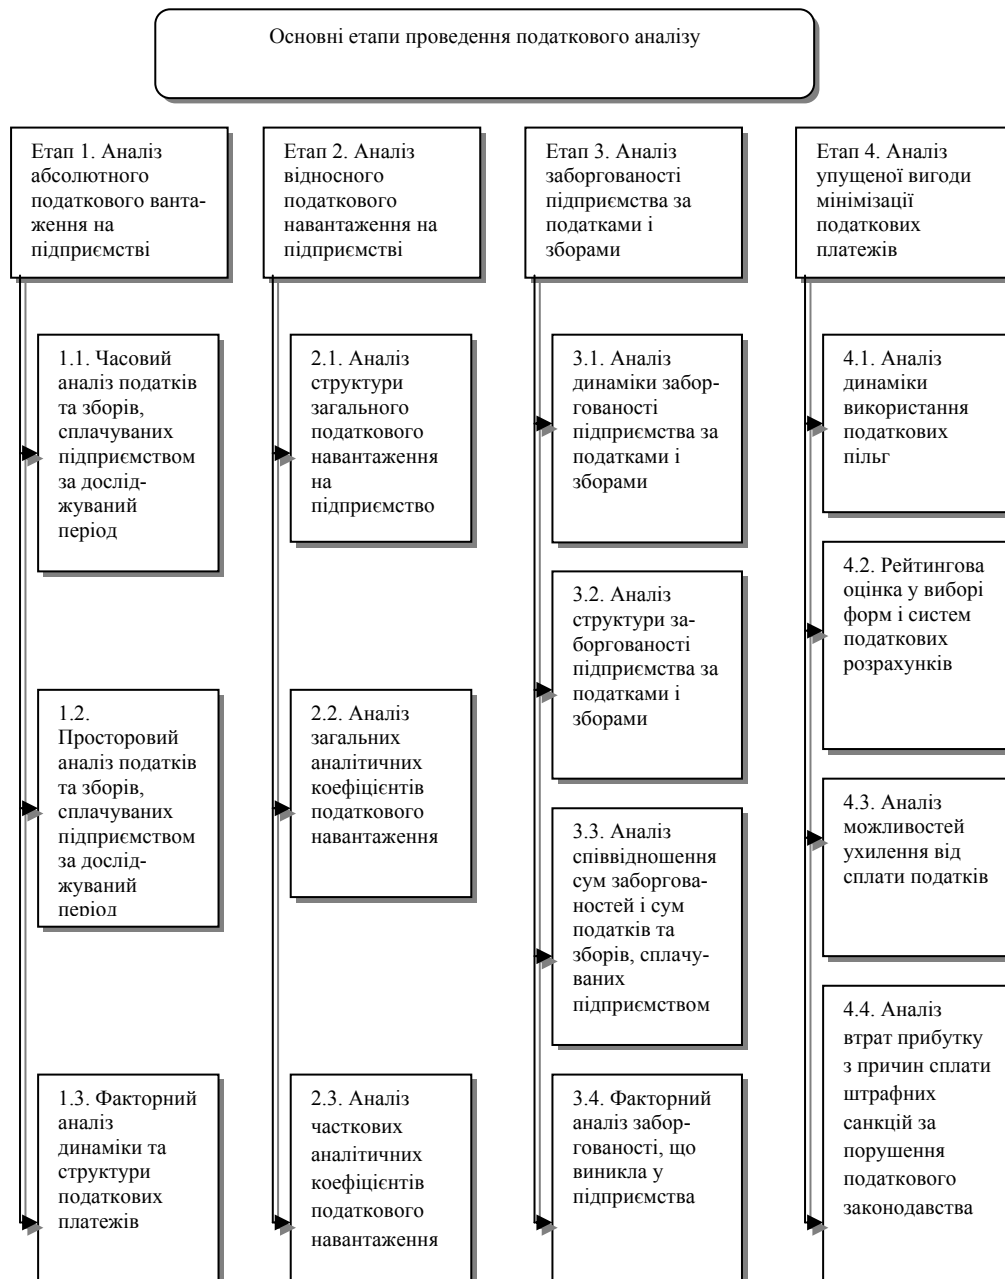 Основні етапи проведення податкового аналізу
Етап 1. Аналіз
абсолютного
податкового ванта-
ження на
підприємстві
1.1. Часовий
аналіз податків
та зборів,
сплачуваних
підприємством
за дослід-
жуваний
період
1.2.
Просторовий
аналіз податків
та зборів,
сплачуваних
підприємством
за дослід-
жуваний
період
1.3. Факторний
аналіз
динаміки та
структури
податкових
платежів
Етап 2. Аналіз
відносного
податкового
навантаження на
підприємстві
2.1. Аналіз
структури
загального
податкового
навантаження
на
підприємство
2.2. Аналіз
загальних
аналітичних
коефіцієнтів
податкового
навантаження
2.3. Аналіз
часткових
аналітичних
коефіцієнтів
податкового
навантаження
Етап 3. Аналіз
заборгованості
підприємства за
податками і
зборами
3.1. Аналіз
динаміки забор-
гованості
підприємства за
податками і
зборами
3.2. Аналіз
структури за-
боргованості
підприємства за
податками і
зборами
3.3. Аналіз
співвідношення
сум заборгова-
ностей і сум
податків та
зборів, сплачу-
ваних
підприємством
3.4. Факторний
аналіз забор-
гованості, що
виникла у
підприємства
Етап 4. Аналіз
упущеної вигоди
мінімізації
податкових
платежів
4.1. Аналіз
динаміки
використання
податкових
пільг
4.2. Рейтингова
оцінка у виборі
форм і систем
податкових
розрахунків
4.3. Аналіз
можливостей
ухилення від
сплати податків
4.4. Аналіз
втрат прибутку
з причин сплати
штрафних
санкцій за
порушення
податкового
законодавства